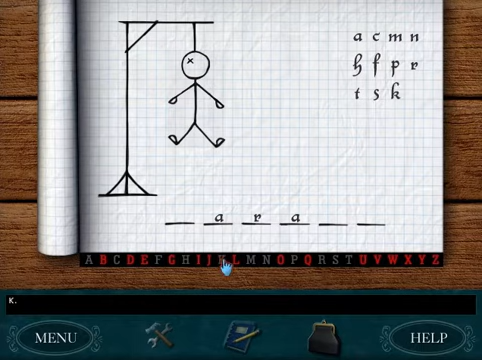 a c m n
h f p r
t s k
a r a
A B C D E F G H I J K L M N O P Q R S T U V W X Y Z
K.
MENU
HELP